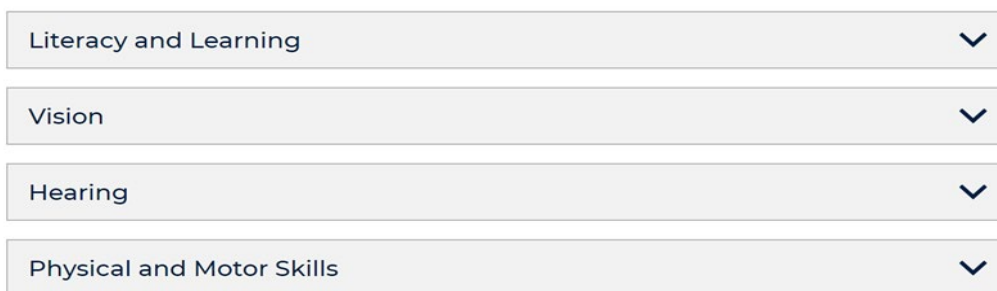 Literacy and Learning
Vision
Hearing
Physical and Motor Skills